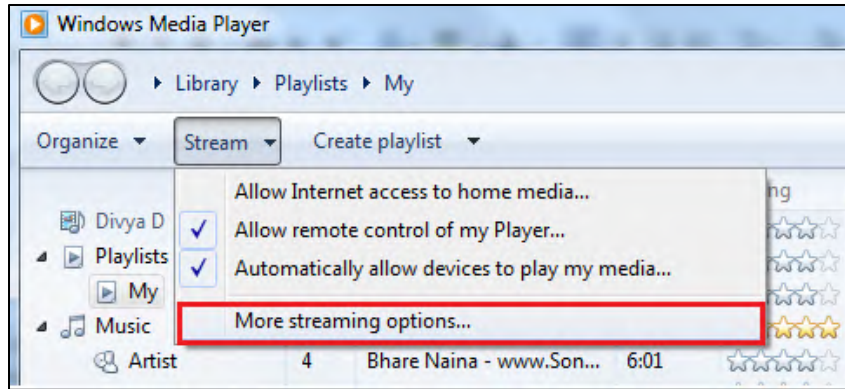 Windows Media Player
Library Playlists My
Organize Stream Create playlist
Allow Internet access to home media...
ng
Divya D
Allow remote control of my Player...
Playlists
Automatically allow devices to play my media...
My
More streaming options...
Music
Artist 4 Bhare Naina - www.Son... 6:01